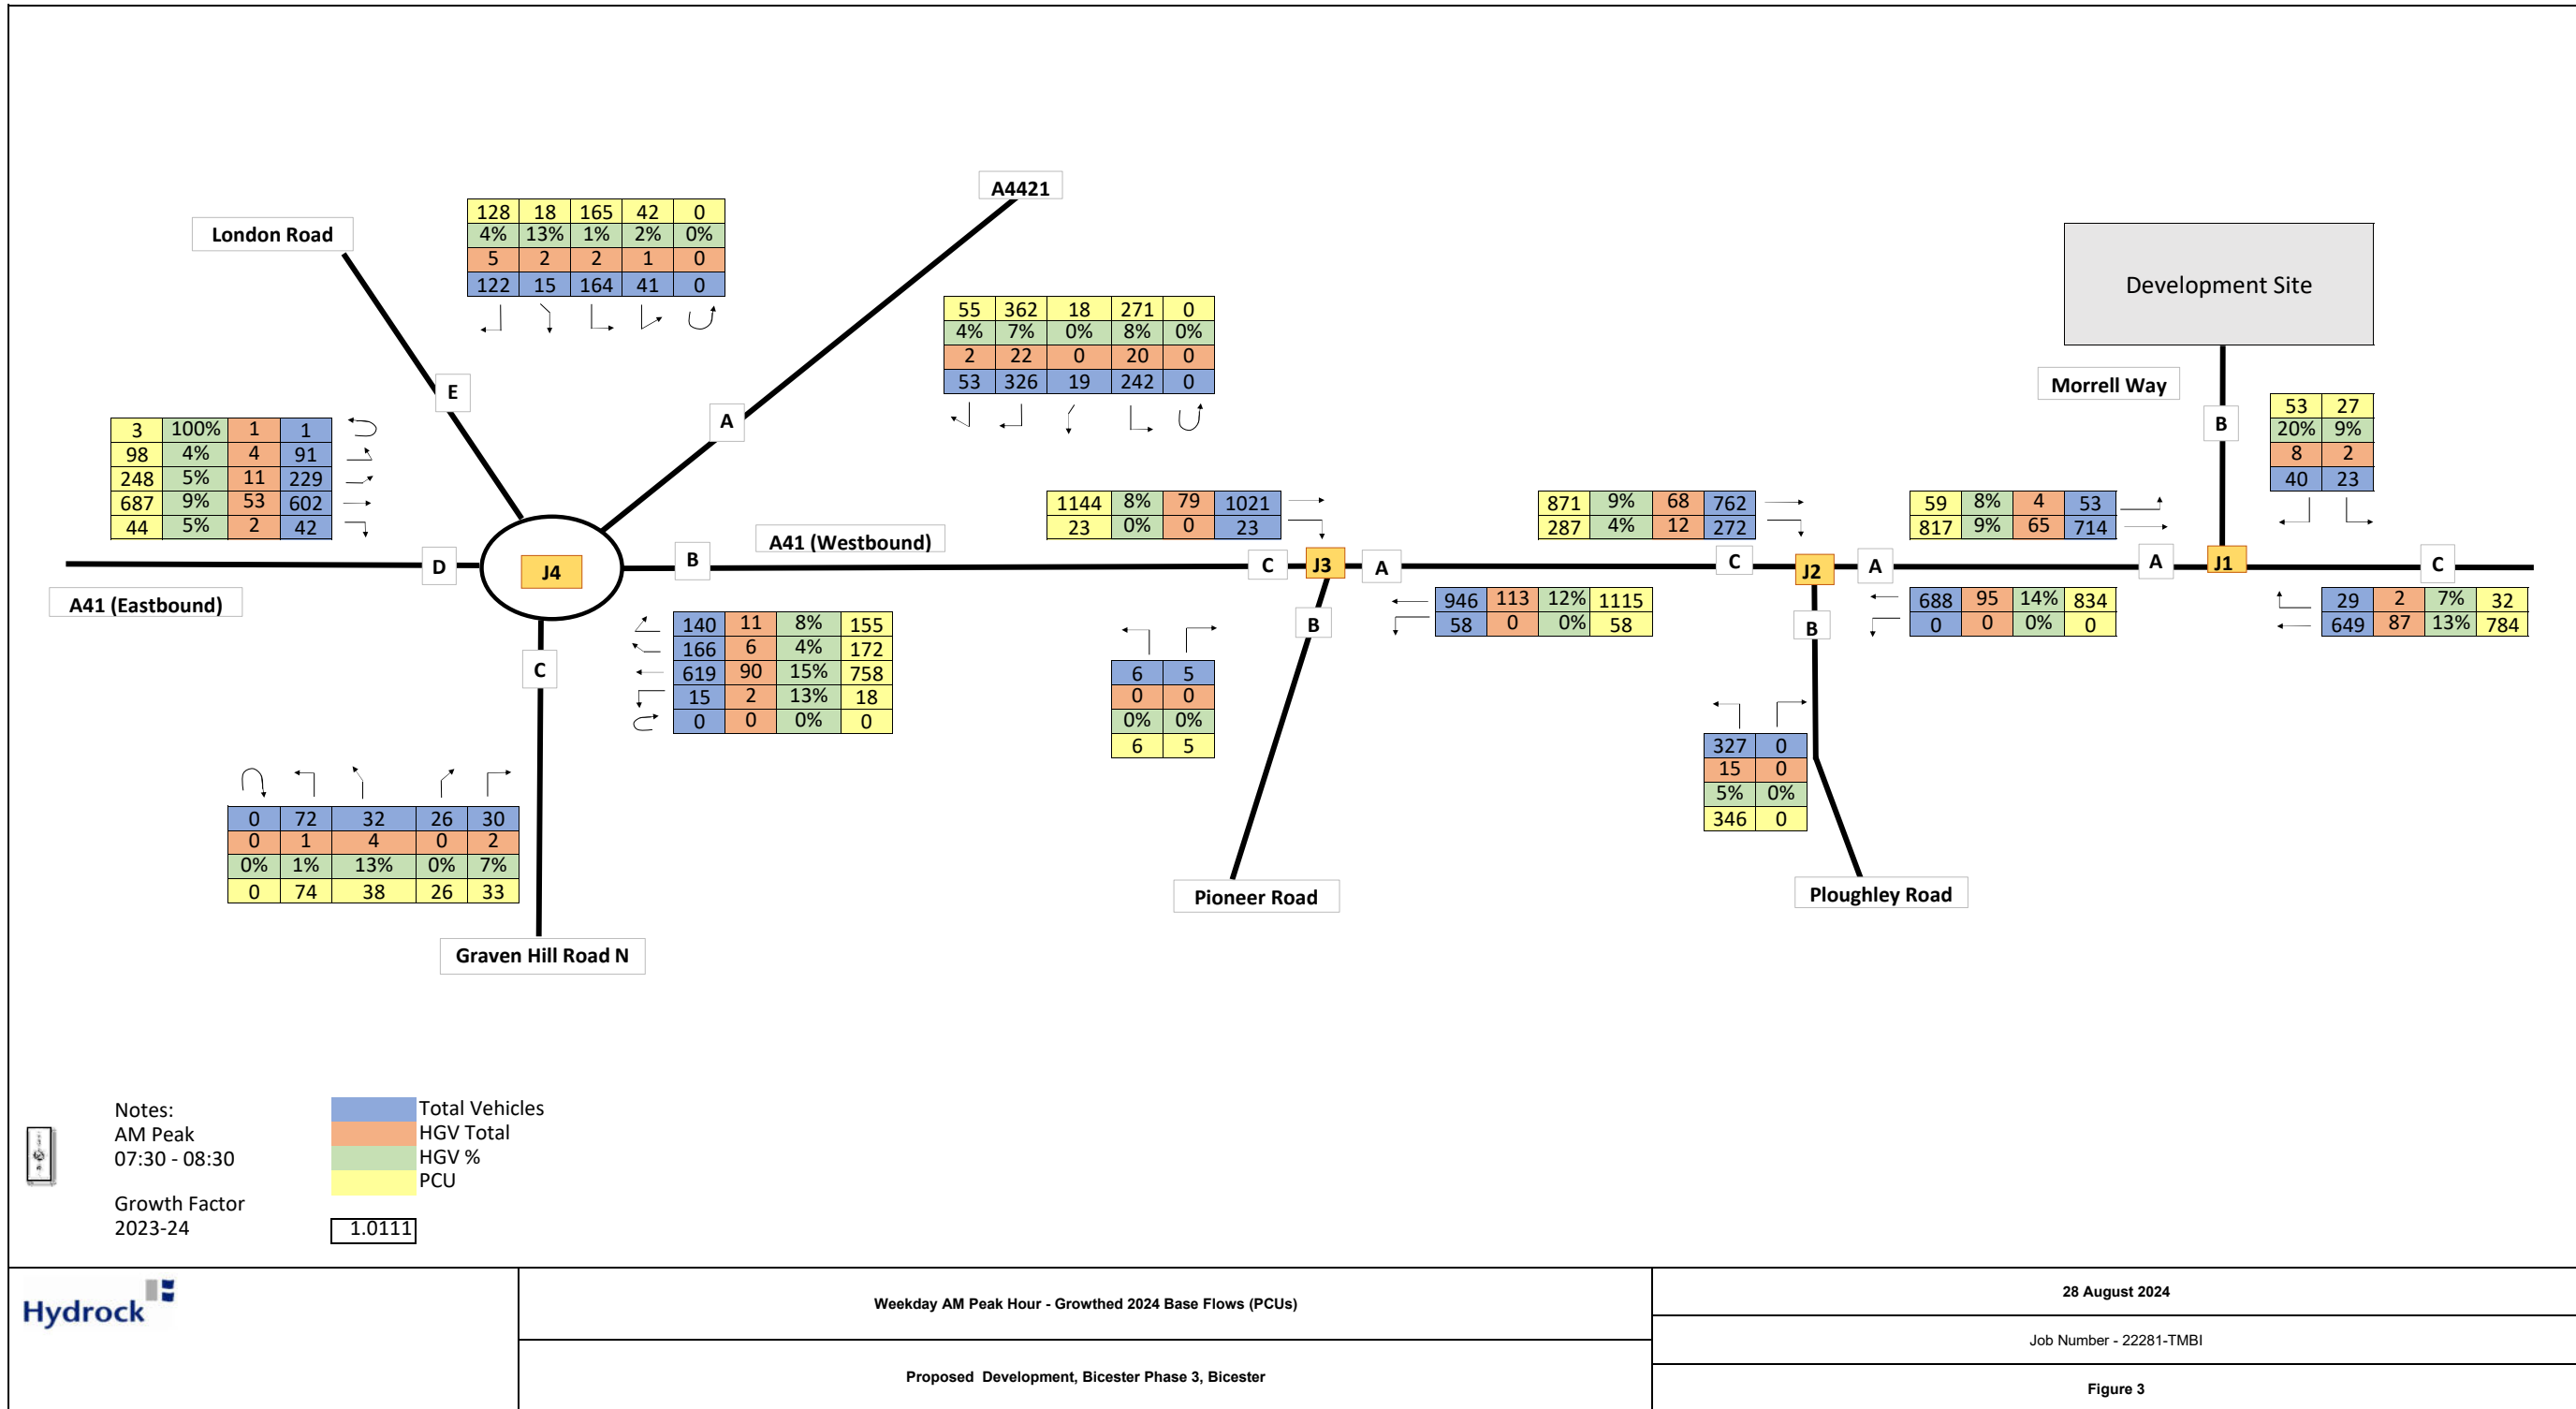 A4421
London Road
128 18 165 42 0
4% 13% 1% 2% 0%
5 2 2 1 0
122 15 164 41 0
Development Site
55 362 18 271 0
4% 7% 0% 8% 0%
2 22 0 20 0
53 326 19 242 0
Morrell Way
E
A
B
53 27
20% 9%
8 2
40 23
3 100% 1 1
98 4% 4 91
248 5% 11 229
687 9% 53 602
44 5% 2 42
1144 8% 79 1021
23 0% 0 23
871 9% 68 762
287 4% 12 272
59 8% 4 53
817 9% 65 714
A41 (Westbound)
D J4 B C J3 A C J2 A A J1 C
A41 (Eastbound)
140 11 8% 155
166 6 4% 172
619 90 15% 758
15 2 13% 18
0 0 0% 0
946 113 12% 1115
58 0 0% 58
688 95 14% 834
0 0 0% 0
29 2 7% 32
649 87 13% 784
C
B
B
6 5
0 0
0% 0%
6 5
327 0
15 0
5% 0%
346 0
0 72 32 26 30
0 1 4 0 2
0% 1% 13% 0% 7%
0 74 38 26 33
Pioneer Road
Ploughley Road
Graven Hill Road N
Notes:
AM Peak
07:30 - 08:30
Growth Factor
2023-24 1.0111
Total Vehicles
HGV Total
HGV %
PCU
Hydrock
Weekday AM Peak Hour - Growthed 2024 Base Flows (PCUs)
Proposed Development, Bicester Phase 3, Bicester
28 August 2024
Job Number - 22281-TMBI
Figure 3